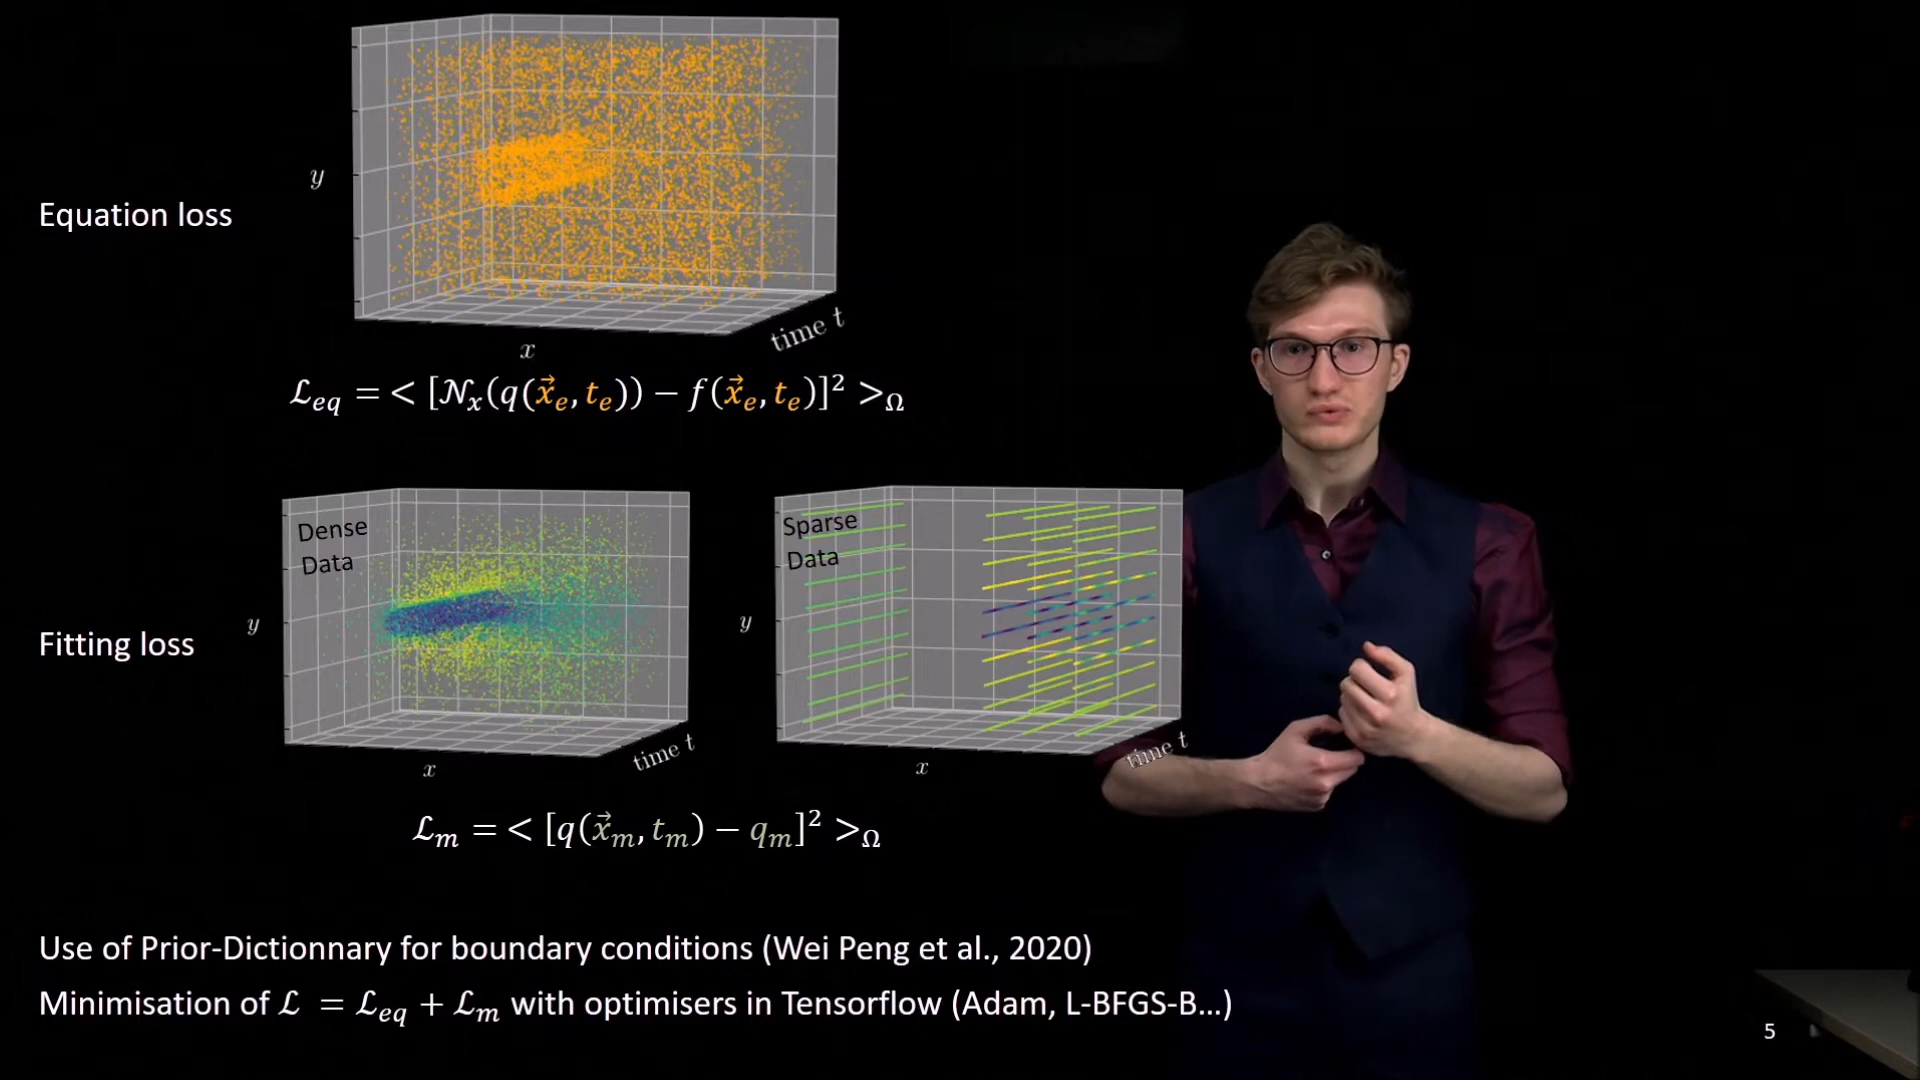 y
Equation loss
time t
x
ℒ_eq = < [𝒩_x(q(x⃗_e, t_e)) − f(x⃗_e, t_e)]² >_Ω
Dense
Data
Sparse
Data
y
y
Fitting loss
time t
time t
x
x
ℒ_m = < [q(x⃗_m, t_m) − q_m]² >_Ω
Use of Prior-Dictionnary for boundary conditions (Wei Peng et al., 2020)
Minimisation of ℒ = ℒ_eq + ℒ_m with optimisers in Tensorflow (Adam, L-BFGS-B...)
5